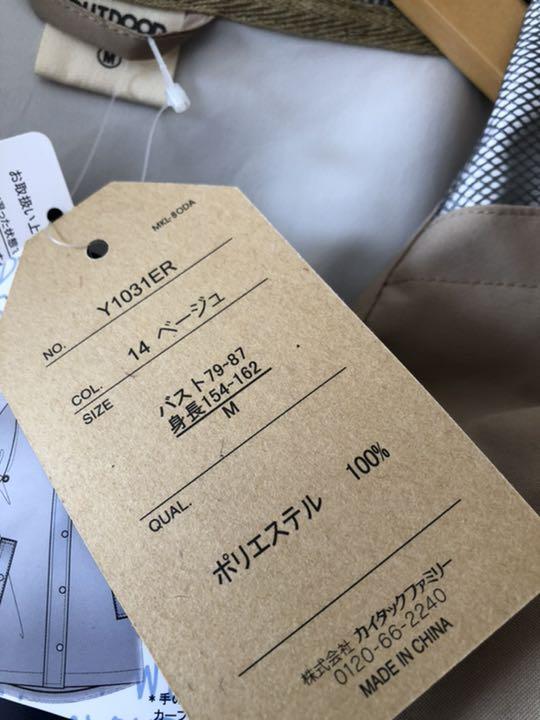 OUTDOOR
M
お取扱い上
MKL-8ODA
NO. Y1031ER
COL. 14 ベージュ
SIZE バスト79-87
身長154-162
M
QUAL.
ポリエステル 100%
株式会社 カイタックファミリー
0120-66-2240
MADE IN CHINA